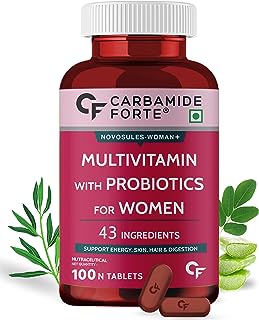 CF CARBAMIDE
FORTE®
NOVOSULES-WOMAN+
MULTIVITAMIN
WITH PROBIOTICS
FOR WOMEN
43 INGREDIENTS
SUPPORT ENERGY, SKIN, HAIR & DIGESTION
NUTRACEUTICAL
NET QUANTITY:
100 N TABLETS
CF
CF